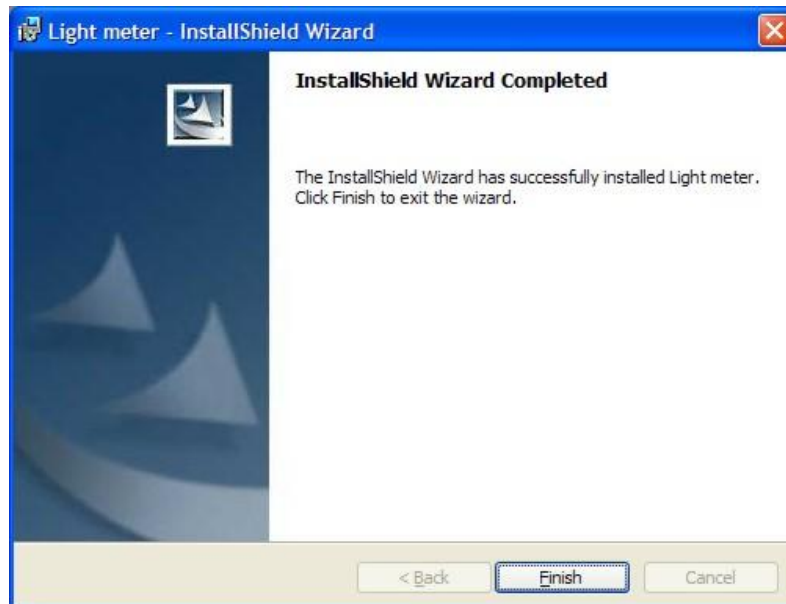 Light meter - InstallShield Wizard
InstallShield Wizard Completed
The InstallShield Wizard has successfully installed Light meter.
Click Finish to exit the wizard.
< Back
Finish
Cancel